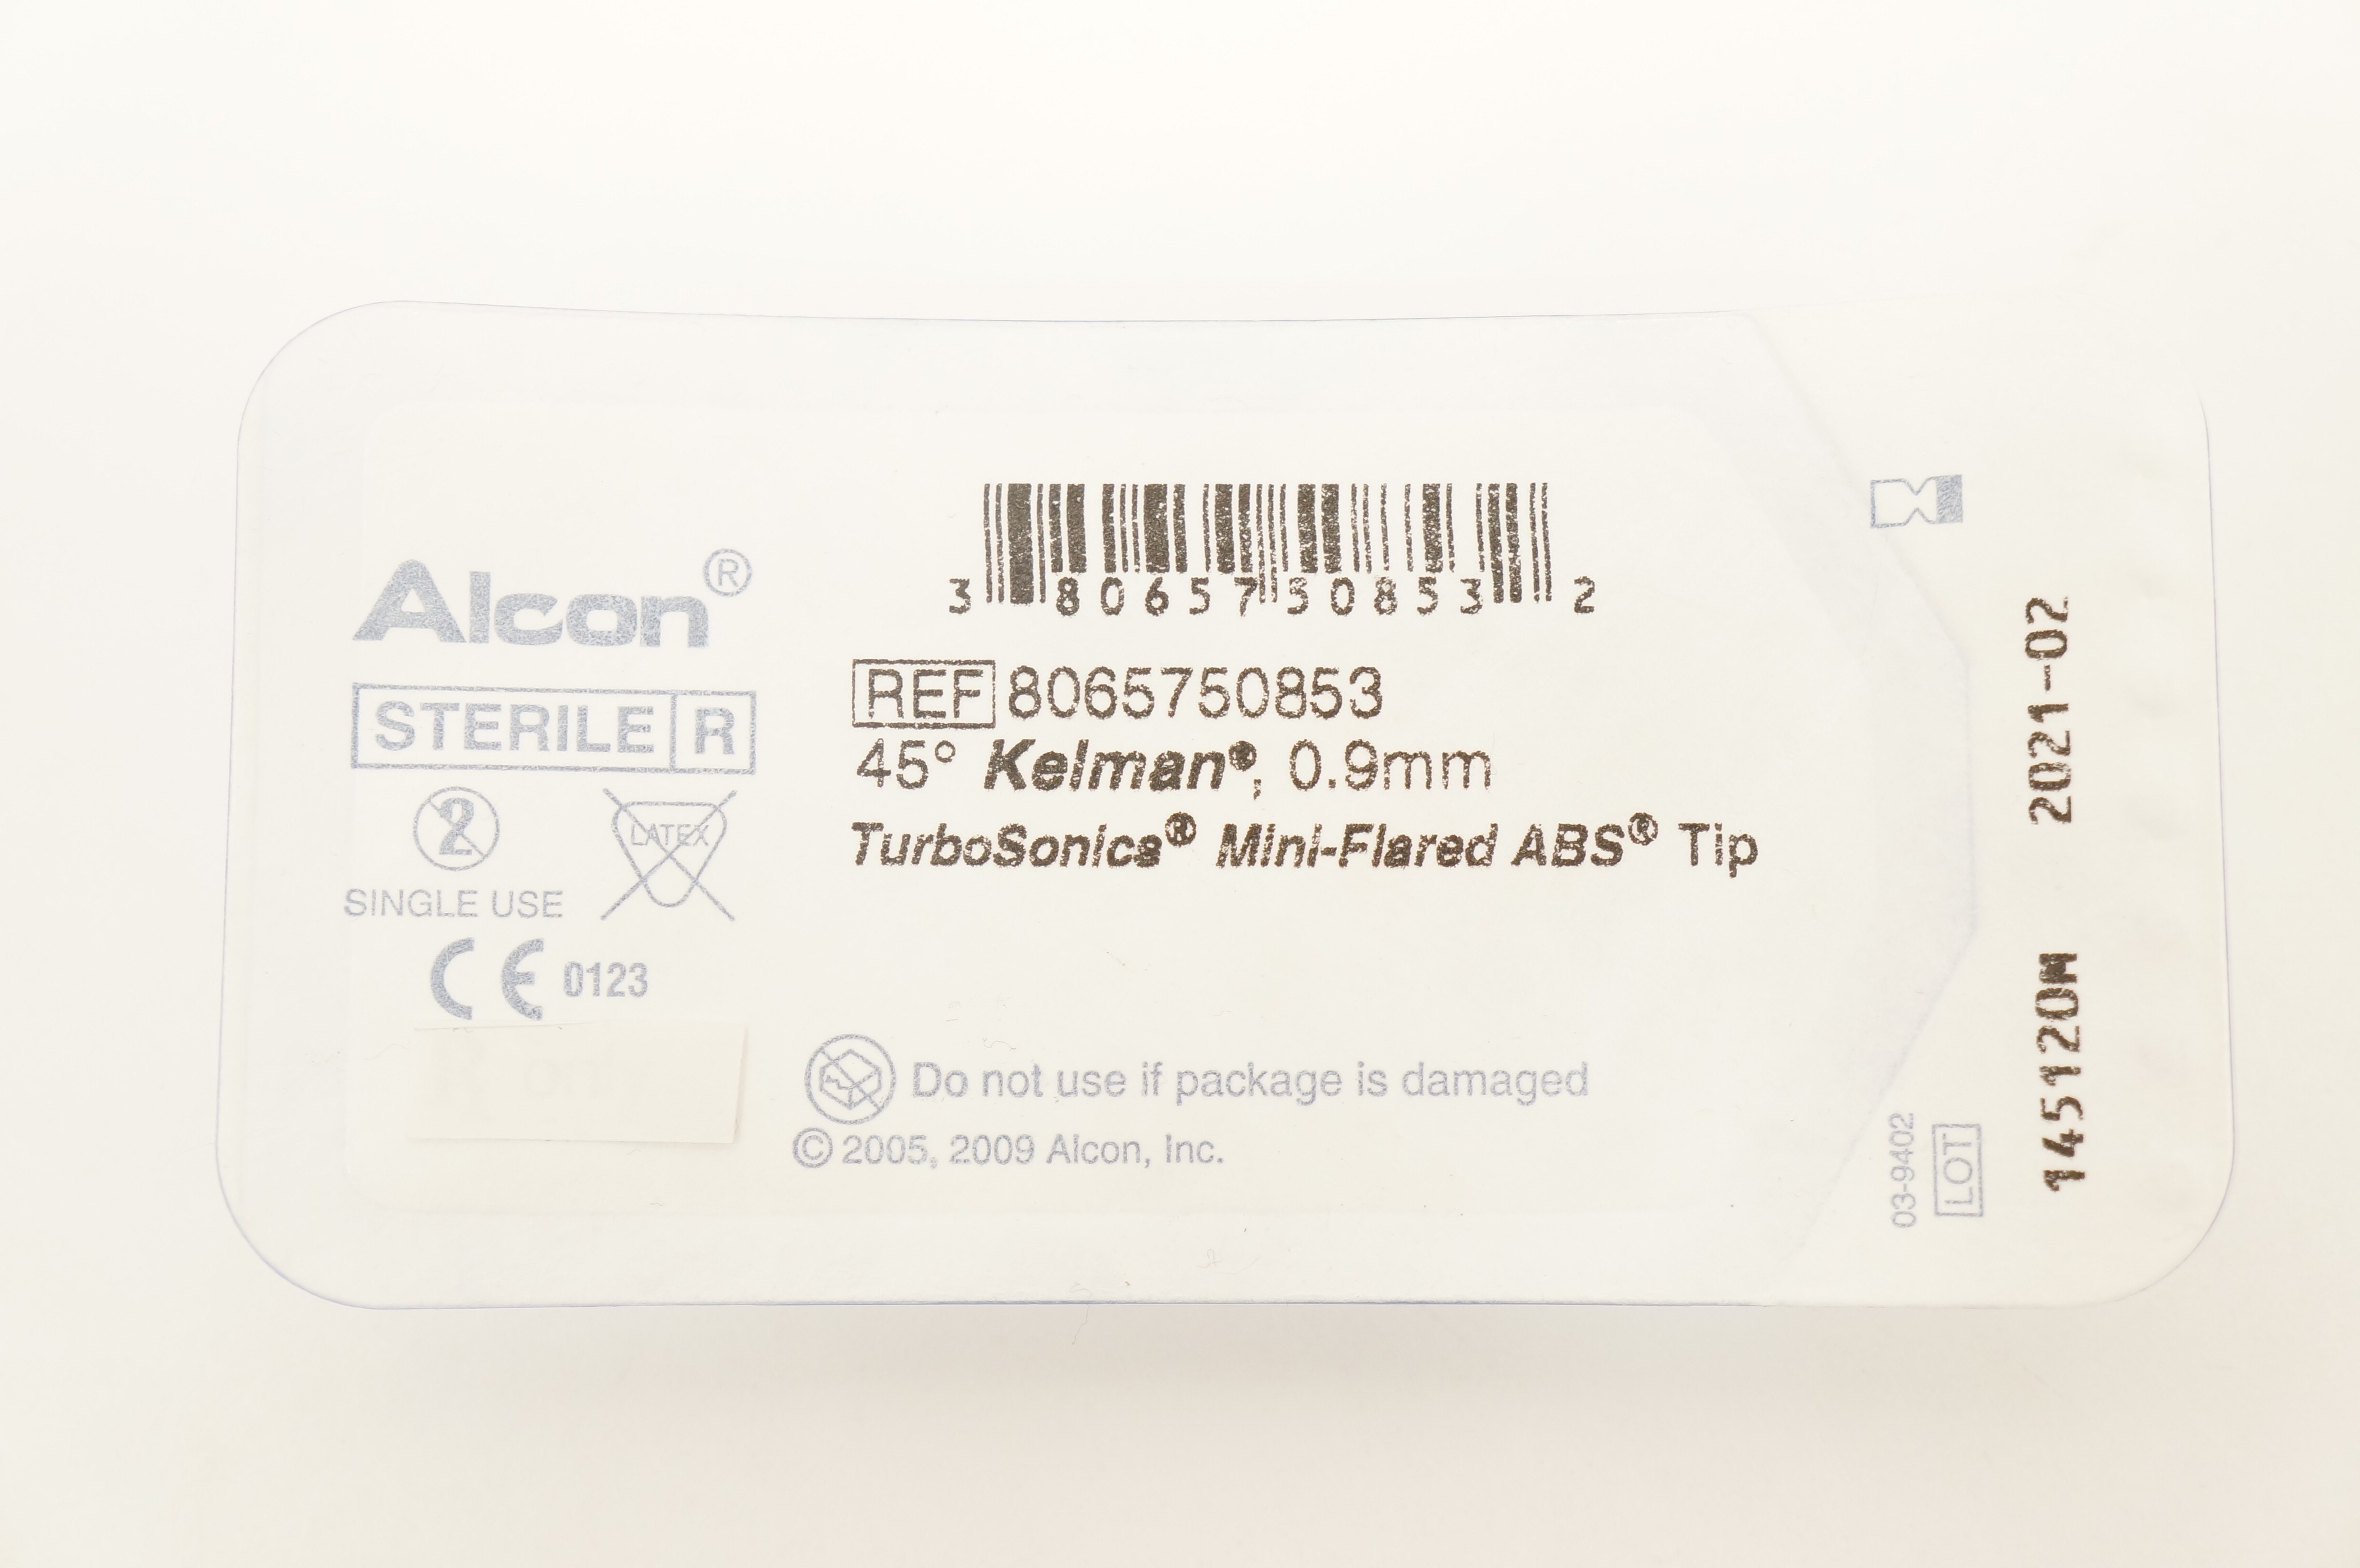 3 80657 50853 2
Alcon®
STERILE R
2
LATEX
SINGLE USE
CE 0123
REF 8065750853
45° Kelman®, 0.9mm
TurboSonics® Mini-Flared ABS® Tip
Do not use if package is damaged
© 2005, 2009 Alcon, Inc.
2021-02
03-9402
LOT
145120M